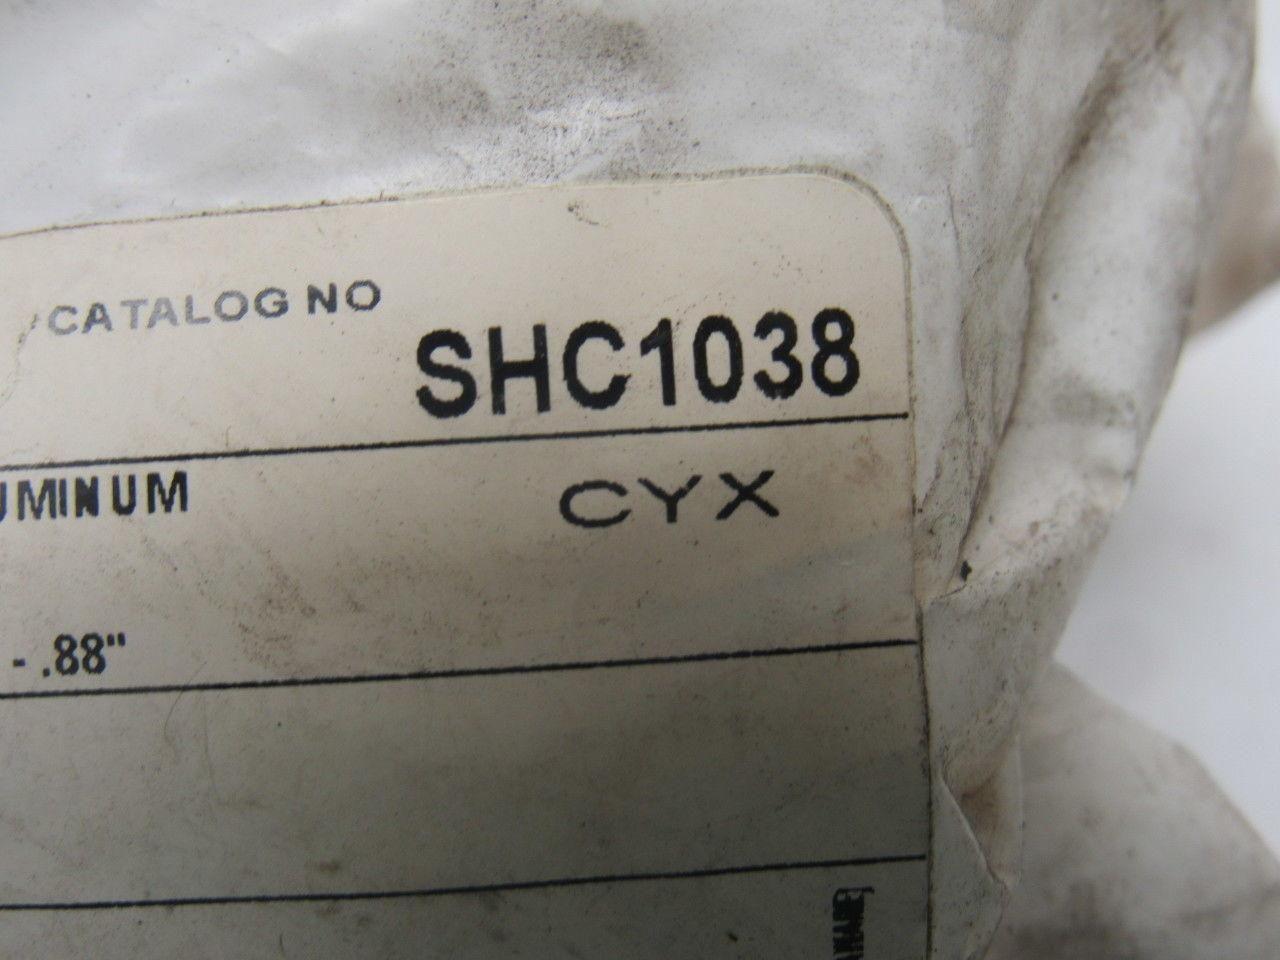 CATALOG NO
SHC1038
UMINUM CYX
- .88"